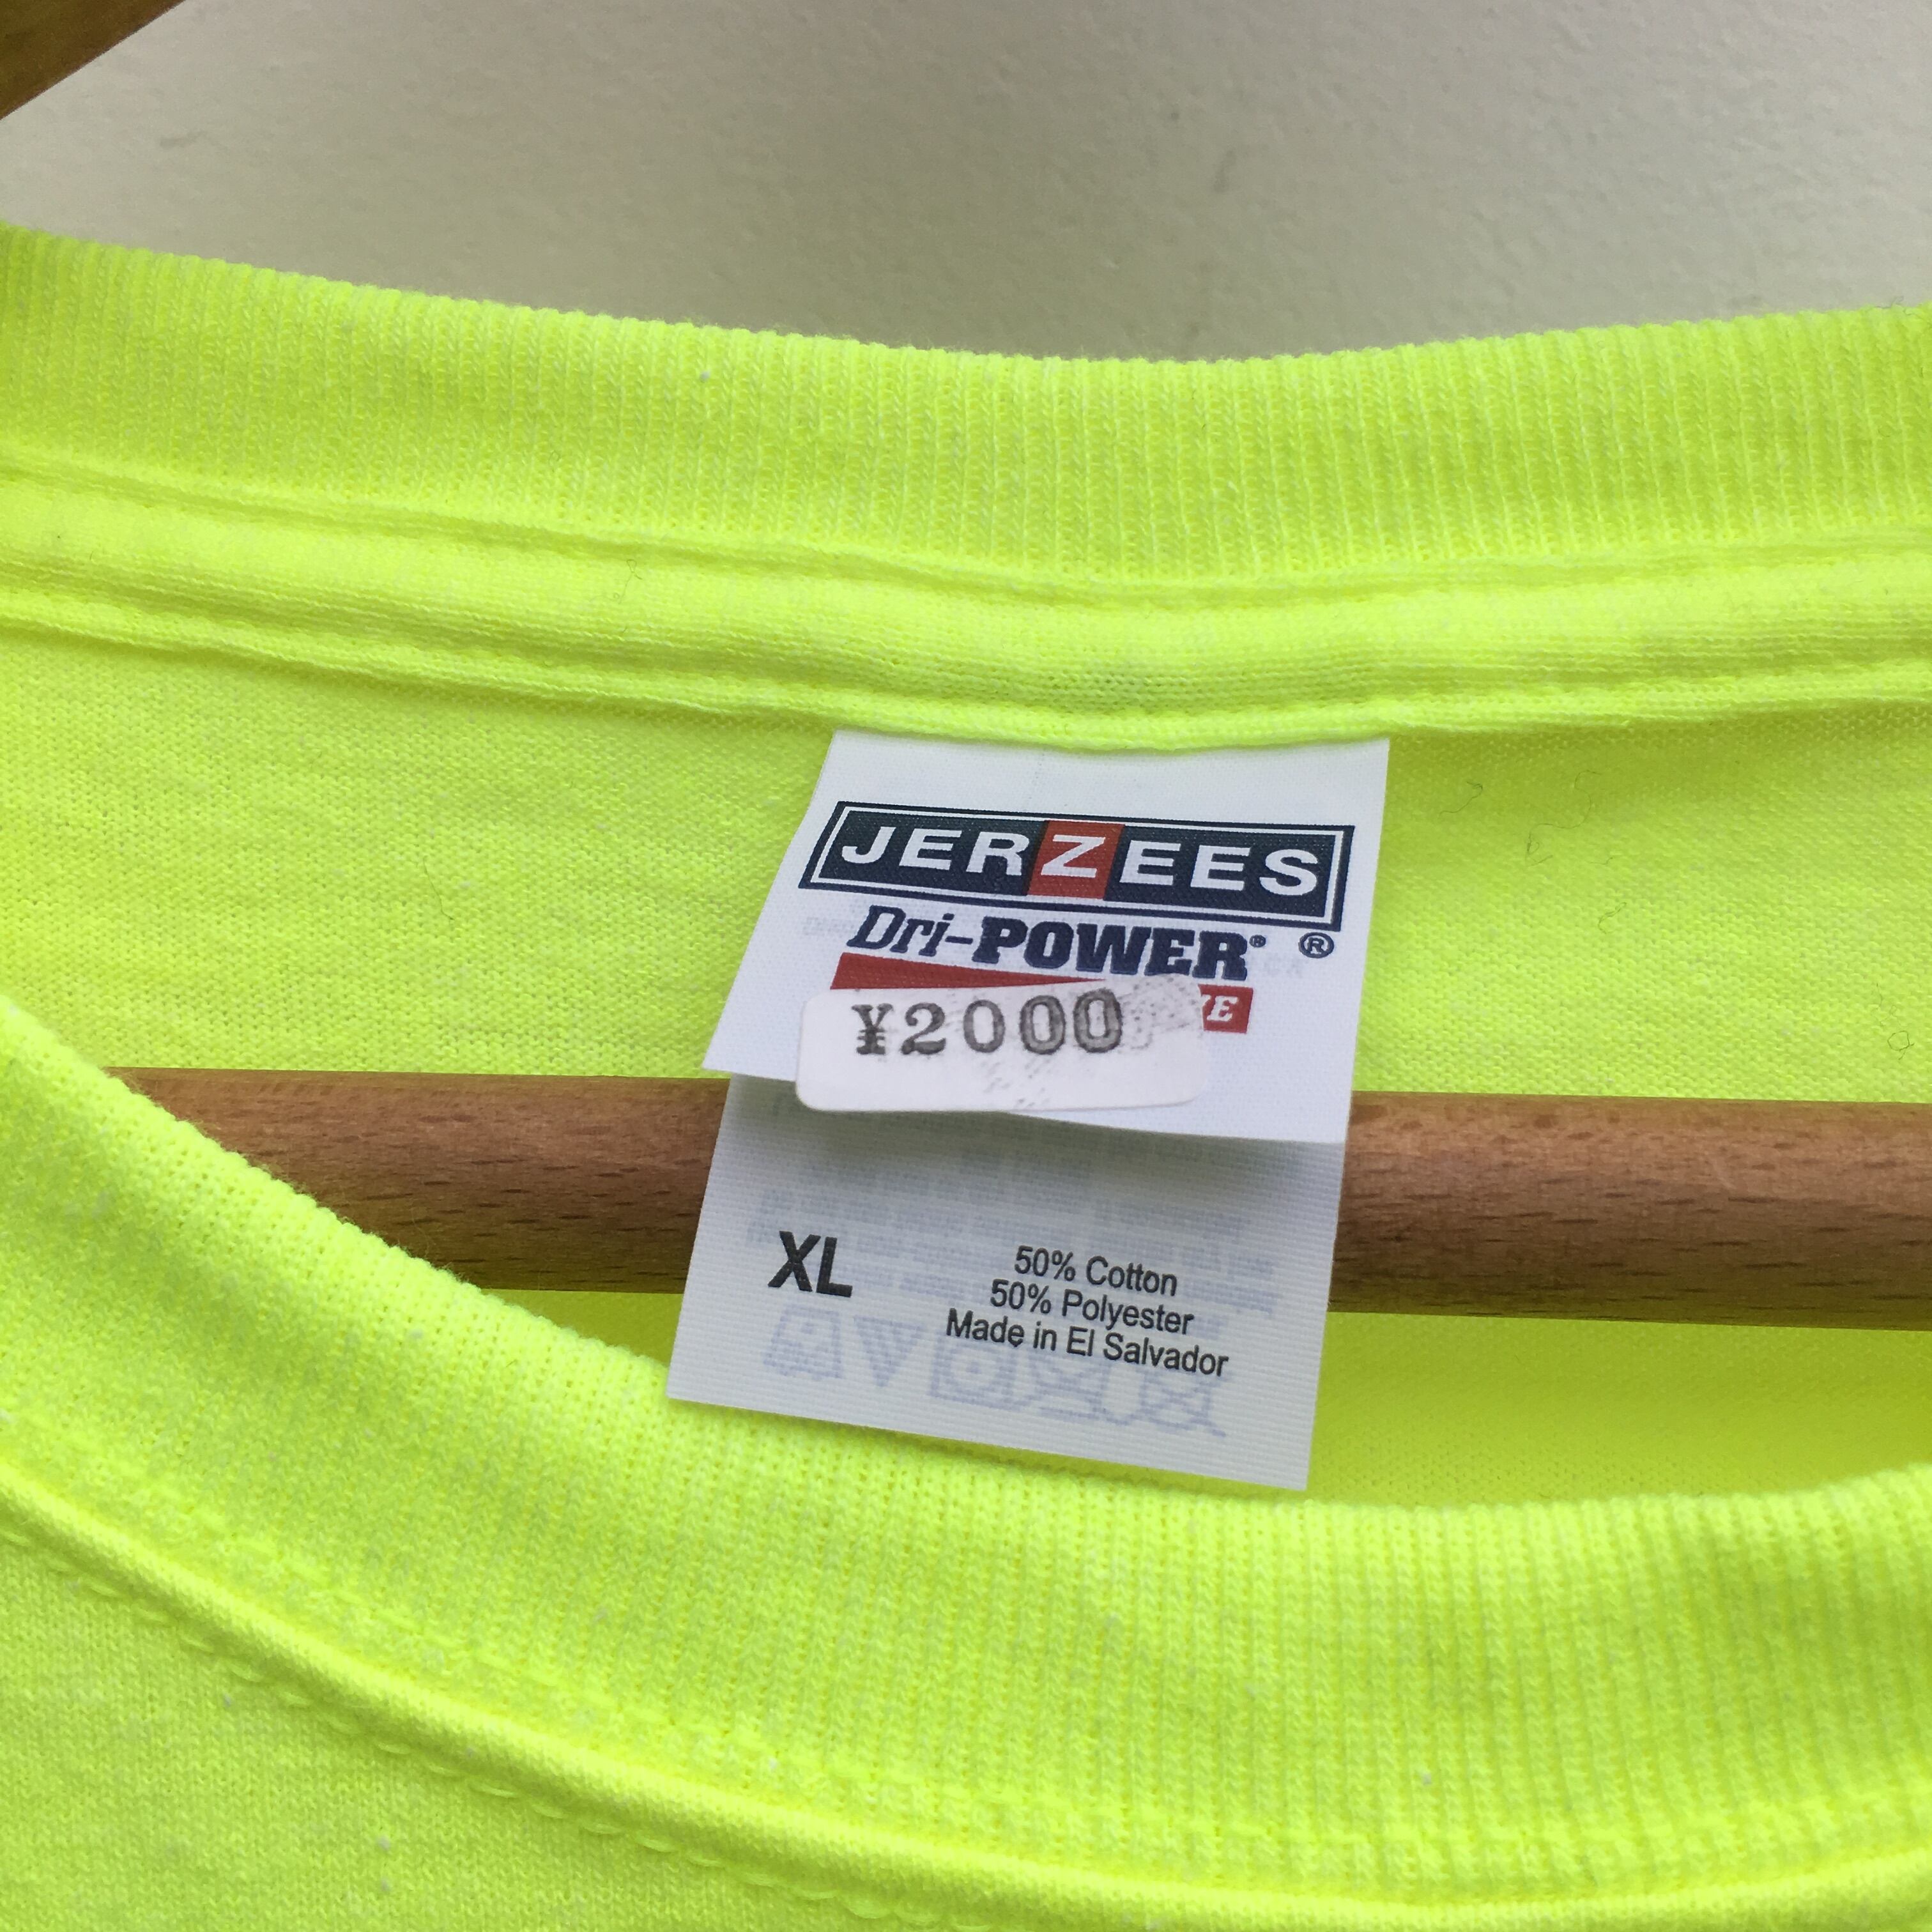 JERZEES
Dri-POWER® ®
¥2000
XL
50% Cotton
50% Polyester
Made in El Salvador